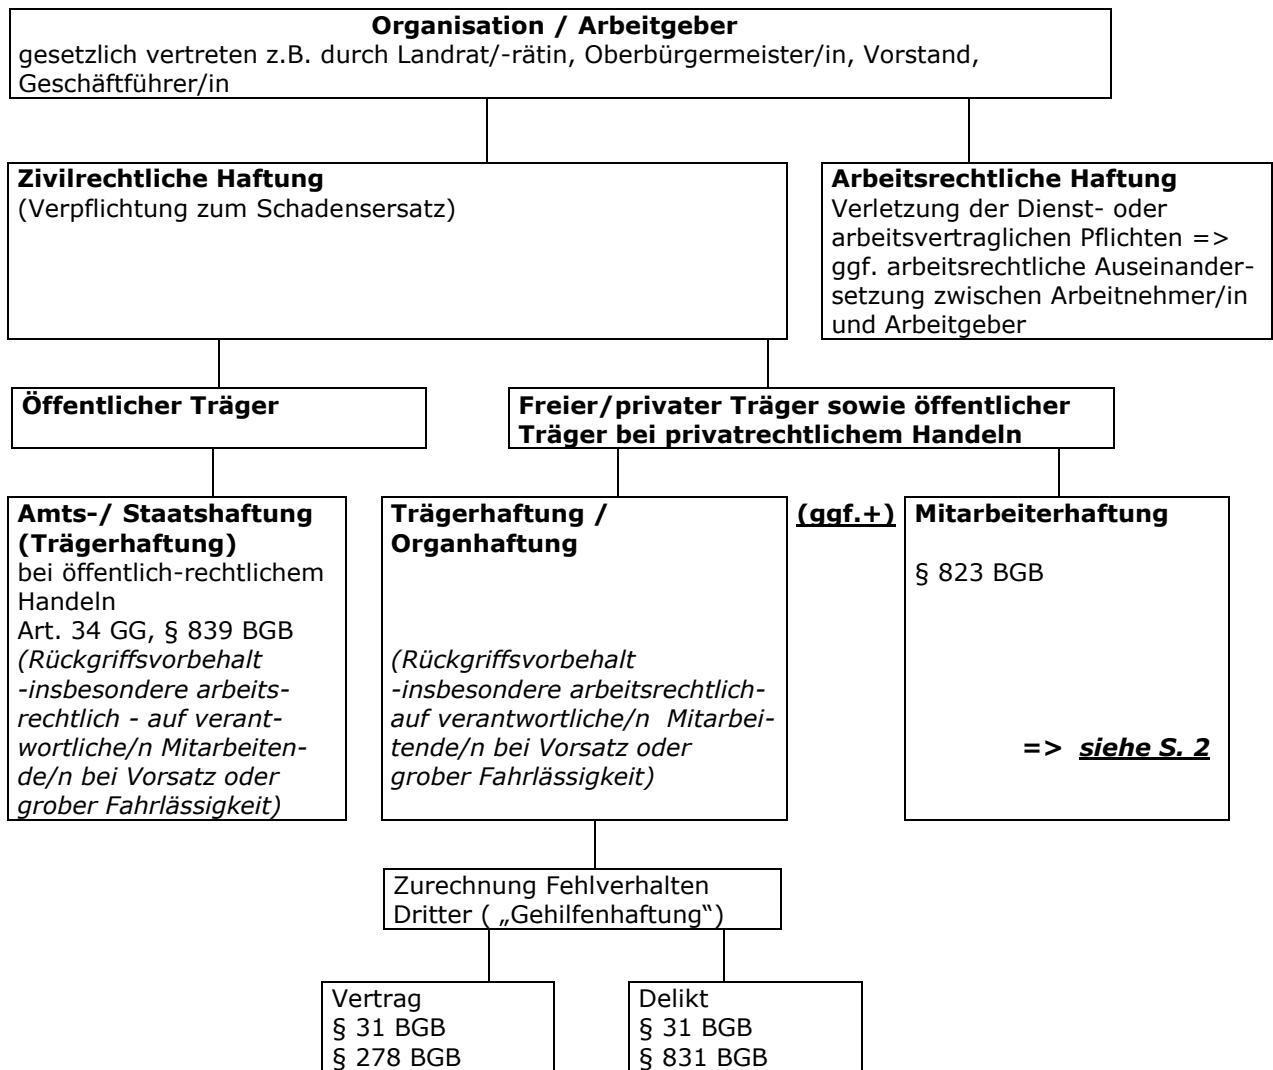 Organisation / Arbeitgeber
gesetzlich vertreten z.B. durch Landrat/-rätin, Oberbürgermeister/in, Vorstand,
Geschäftführer/in
Zivilrechtliche Haftung
(Verpflichtung zum Schadensersatz)
Arbeitsrechtliche Haftung
Verletzung der Dienst- oder
arbeitsvertraglichen Pflichten =>
ggf. arbeitsrechtliche Auseinander-
setzung zwischen Arbeitnehmer/in
und Arbeitgeber
Öffentlicher Träger
Freier/privater Träger sowie öffentlicher
Träger bei privatrechtlichem Handeln
Amts-/ Staatshaftung
(Trägerhaftung)
bei öffentlich-rechtlichem
Handeln
Art. 34 GG, § 839 BGB
(Rückgriffsvorbehalt
-insbesondere arbeits-
rechtlich - auf verant-
wortliche/n Mitarbeiten-
de/n bei Vorsatz oder
grober Fahrlässigkeit)
Trägerhaftung /
Organhaftung
(Rückgriffsvorbehalt
-insbesondere arbeitsrechtlich-
auf verantwortliche/n Mitarbei-
tende/n bei Vorsatz oder
grober Fahrlässigkeit)
(ggf.+)
Mitarbeiterhaftung
§ 823 BGB
=> siehe S. 2
Zurechnung Fehlverhalten
Dritter ( „Gehilfenhaftung“)
Vertrag
§ 31 BGB
§ 278 BGB
Delikt
§ 31 BGB
§ 831 BGB